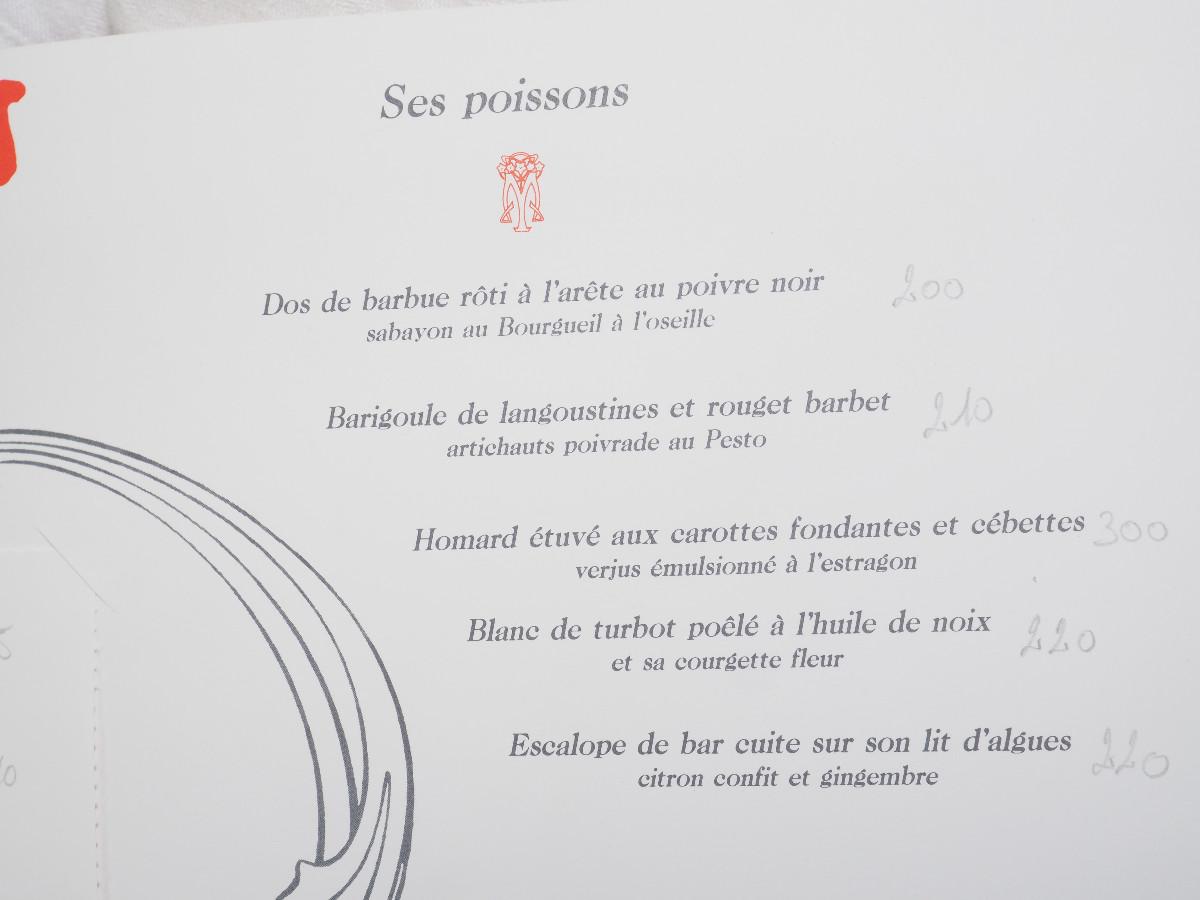 Ses poissons
Dos de barbue rôti à l'arête au poivre noir 200
sabayon au Bourgueil à l'oseille
Barigoule de langoustines et rouget barbet 210
artichauts poivrade au Pesto
Homard étuvé aux carottes fondantes et cébettes 300
verjus émulsionné à l'estragon
Blanc de turbot poêlé à l'huile de noix 220
et sa courgette fleur
Escalope de bar cuite sur son lit d'algues 220
citron confit et gingembre